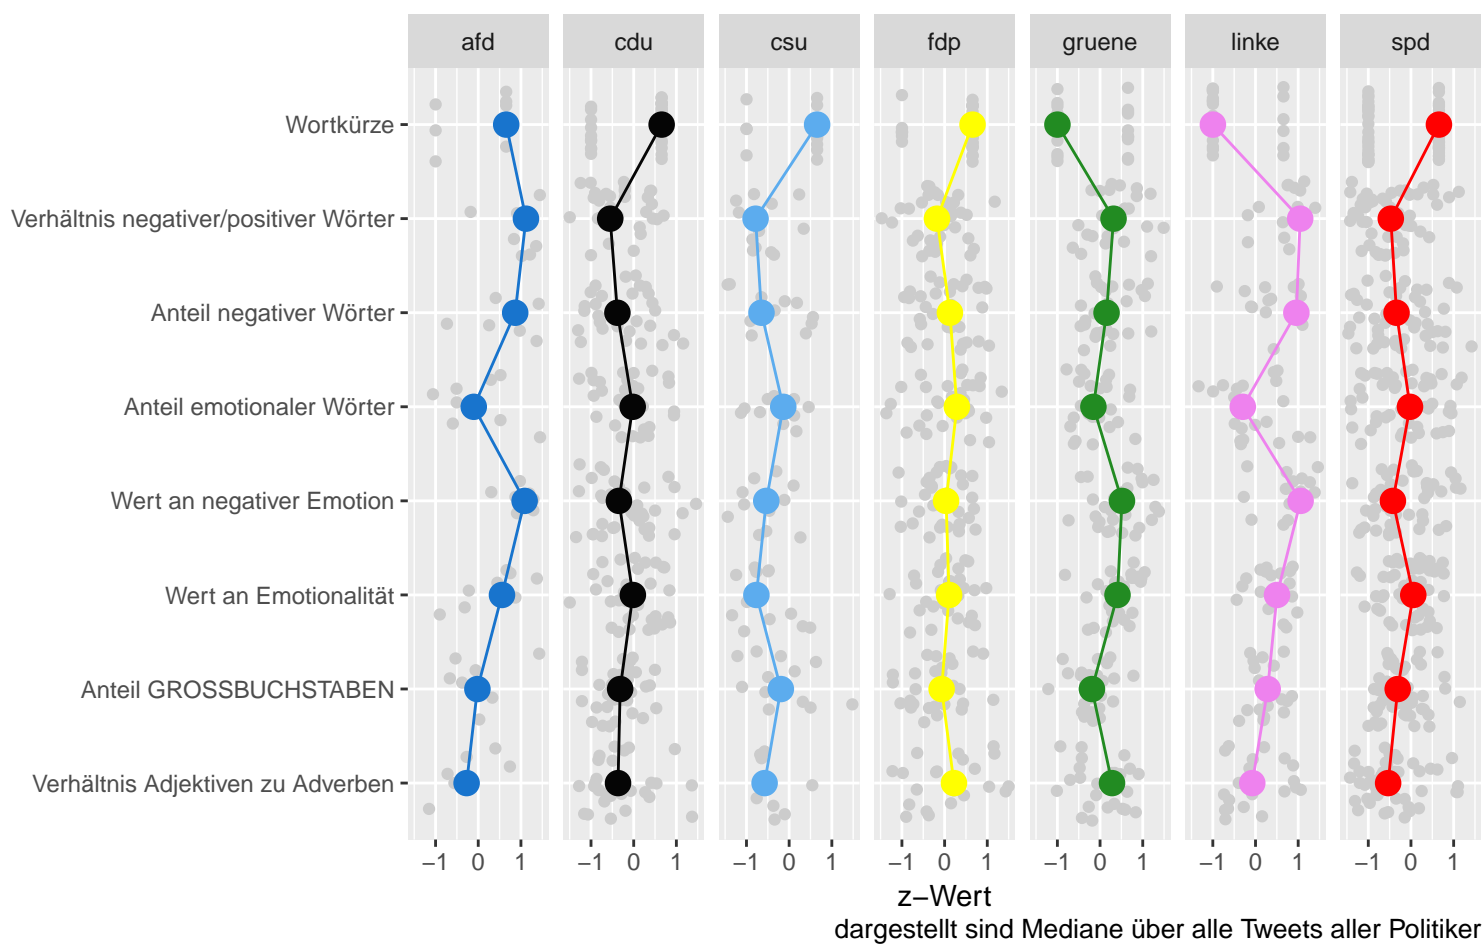 afd cdu csu fdp gruene linke spd
Wortkürze
Verhältnis negativer/positiver Wörter
Anteil negativer Wörter
Anteil emotionaler Wörter
Wert an negativer Emotion
Wert an Emotionalität
Anteil GROSSBUCHSTABEN
Verhältnis Adjektiven zu Adverben
−1 0 1 −1 0 1 −1 0 1 −1 0 1 −1 0 1 −1 0 1 −1 0 1
z−Wert
dargestellt sind Mediane über alle Tweets aller Politiker